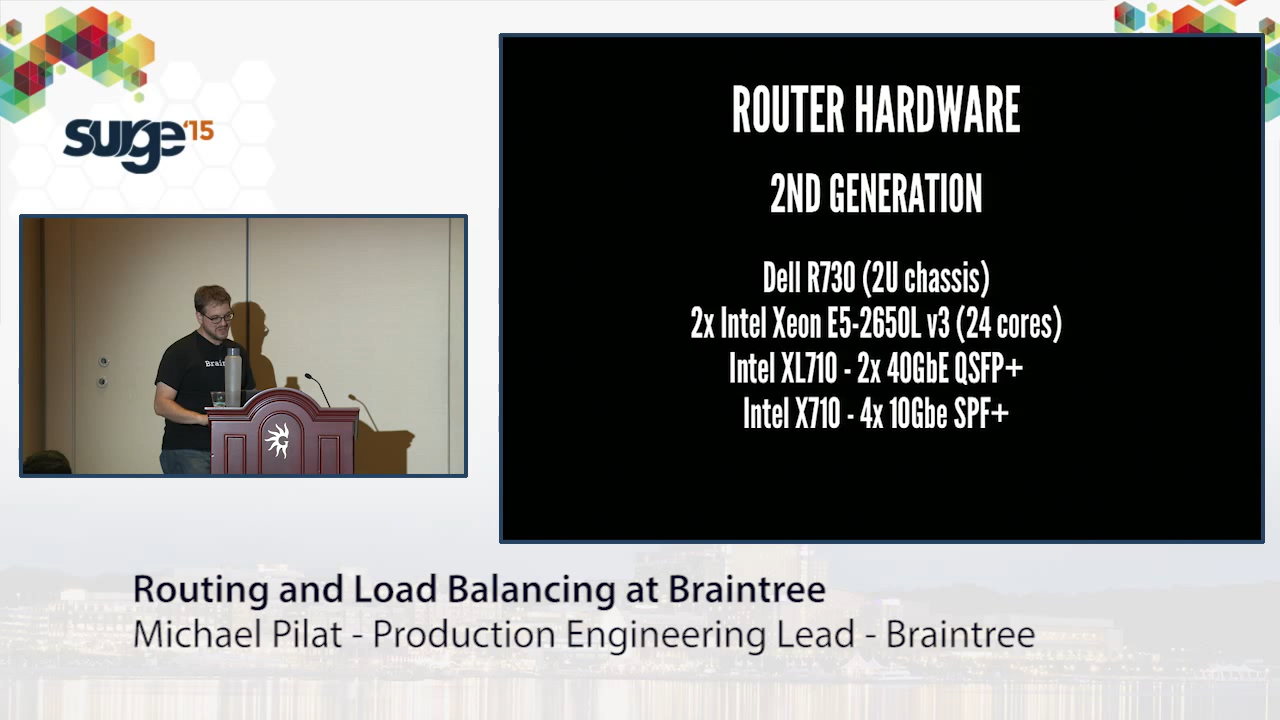 surge'15
ROUTER HARDWARE
2ND GENERATION
Dell R730 (2U chassis)
2x Intel Xeon E5-2650L v3 (24 cores)
Intel XL710 - 2x 40GbE QSFP+
Intel X710 - 4x 10Gbe SPF+
Brain
Routing and Load Balancing at Braintree
Michael Pilat - Production Engineering Lead - Braintree